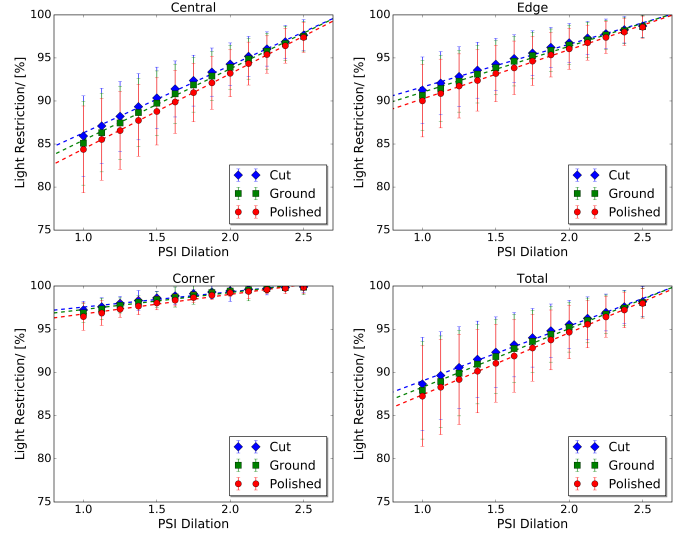 Central
Light Restriction/ [%]
100
95
90
85
80
75
1.0 1.5 2.0 2.5
PSI Dilation
Cut
Ground
Polished
Edge
Light Restriction/ [%]
100
95
90
85
80
75
1.0 1.5 2.0 2.5
PSI Dilation
Cut
Ground
Polished
Corner
Light Restriction/ [%]
100
95
90
85
80
75
1.0 1.5 2.0 2.5
PSI Dilation
Cut
Ground
Polished
Total
Light Restriction/ [%]
100
95
90
85
80
75
1.0 1.5 2.0 2.5
PSI Dilation
Cut
Ground
Polished